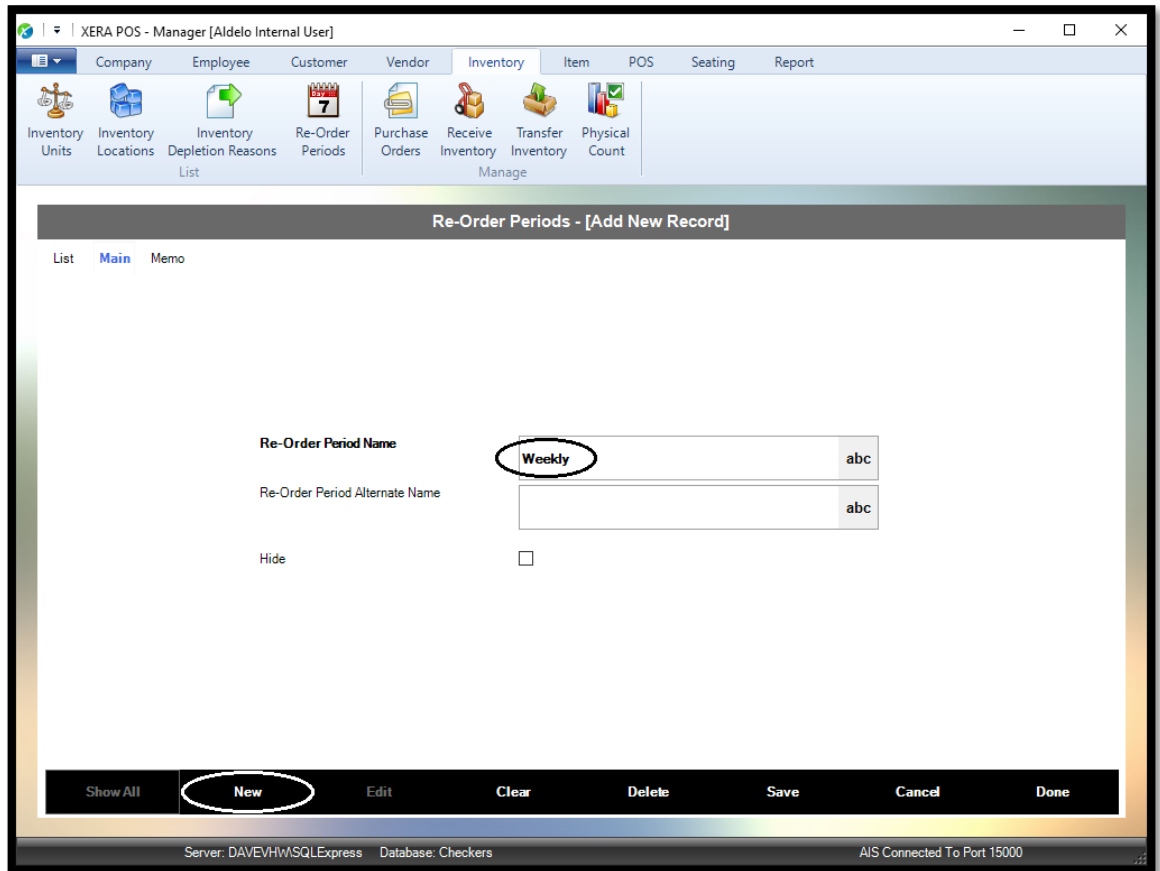 XERA POS - Manager [Aldelo Internal User]
Company Employee Customer Vendor Inventory Item POS Seating Report
Inventory Units
Inventory Locations
Inventory Depletion Reasons
Re-Order Periods
Purchase Orders
Receive Inventory
Transfer Inventory
Physical Count
List Manage
Re-Order Periods - [Add New Record]
List Main Memo
Re-Order Period Name Weekly abc
Re-Order Period Alternate Name abc
Hide
Show All New Edit Clear Delete Save Cancel Done
Server: DAVEVHW\SQLExpress Database: Checkers AIS Connected To Port 15000